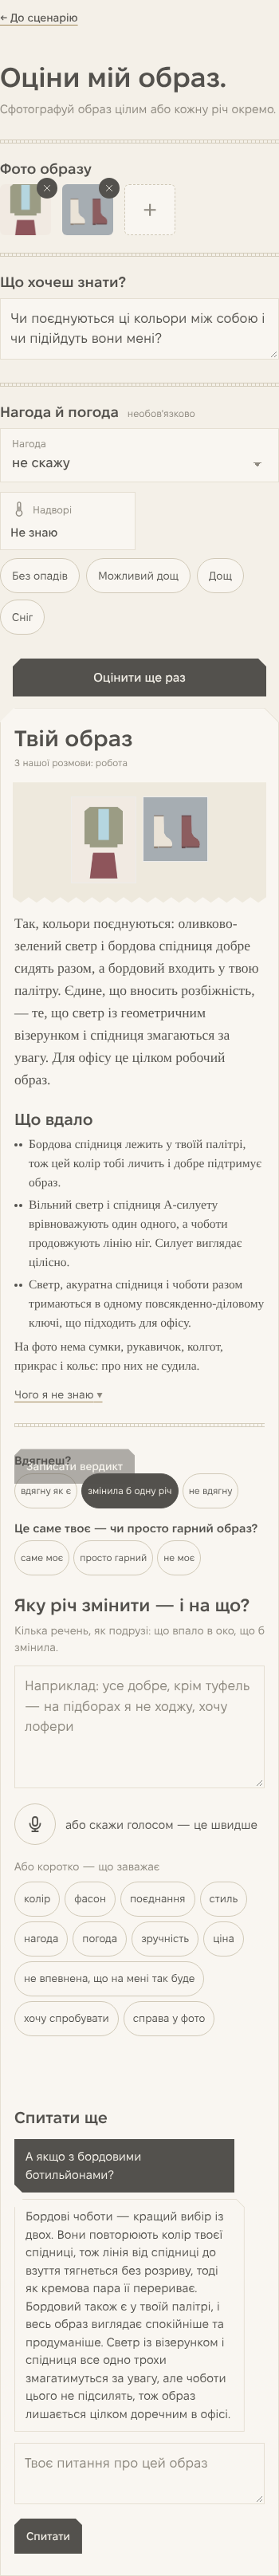 ← До сценарію
Оціни мій образ.
Сфотографуй образ цілим або кожну річ окремо.
Фото образу
Що хочеш знати?
Чи поєднуються ці кольори між собою і
чи підійдуть вони мені?
Нагода й погода необов'язково
Нагода
не скажу
Надворі
Не знаю
Без опадів Можливий дощ Дощ
Сніг
Оцінити ще раз
Твій образ
З нашої розмови: робота
Так, кольори поєднуються: оливково-
зелений светр і бордова спідниця добре
сидять разом, а бордовий входить у твою
палітру. Єдине, що вносить розбіжність,
— те, що светр із геометричним
візерунком і спідниця змагаються за
увагу. Для офісу це цілком робочий
образ.
Що вдало
Бордова спідниця лежить у твоїй палітрі,
тож цей колір тобі личить і добре підтримує
образ.
Вільний светр і спідниця А-силуету
врівноважують один одного, а чоботи
продовжують лінію ніг. Силует виглядає
цілісно.
Светр, акуратна спідниця і чоботи разом
тримаються в одному повсякденно-діловому
ключі, що підходить для офісу.
На фото нема сумки, рукавичок, колгот,
прикрас і кольє: про них не судила.
Чого я не знаю ▾
Вдягнеш?
Записати вердикт
вдягну як є змінила б одну річ не вдягну
Це саме твоє — чи просто гарний образ?
саме моє просто гарний не моє
Яку річ змінити — і на що?
Кілька речень, як подрузі: що впало в око, що б
змінила.
Наприклад: усе добре, крім туфель
— на підборах я не ходжу, хочу
лофери
або скажи голосом — це швидше
Або коротко — що заважає
колір фасон поєднання стиль
нагода погода зручність ціна
не впевнена, що на мені так буде
хочу спробувати справа у фото
Спитати ще
А якщо з бордовими
ботильйонами?
Бордові чоботи — кращий вибір із
двох. Вони повторюють колір твоєї
спідниці, тож лінія від спідниці до
взуття тягнеться без розриву, тоді
як кремова пара її перериває.
Бордовий також є у твоїй палітрі, і
весь образ виглядає спокійніше та
продуманіше. Светр із візерунком і
спідниця все одно трохи
змагатимуться за увагу, але чоботи
цього не підсилять, тож образ
лишається цілком доречним в офісі.
Твоє питання про цей образ
Спитати